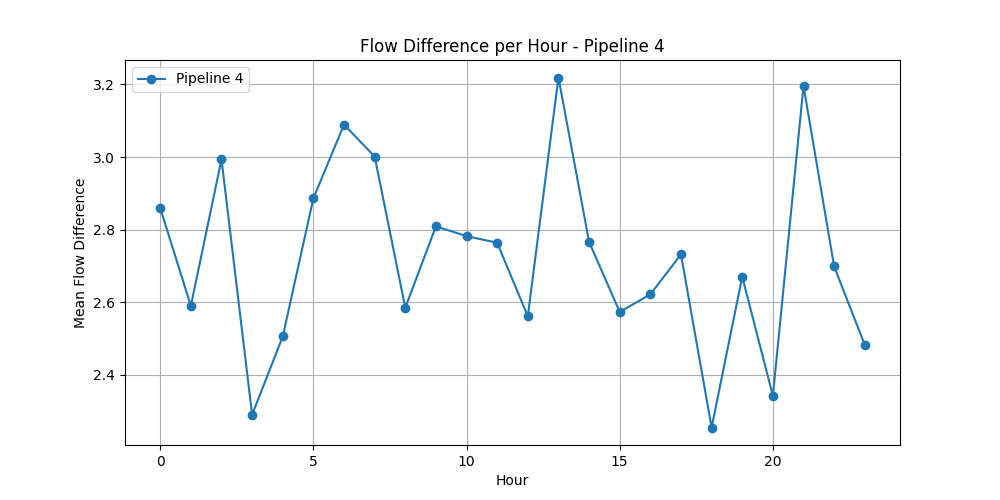 Flow Difference per Hour - Pipeline 4
Pipeline 4
Mean Flow Difference
3.2
3.0
2.8
2.6
2.4
0 5 10 15 20
Hour